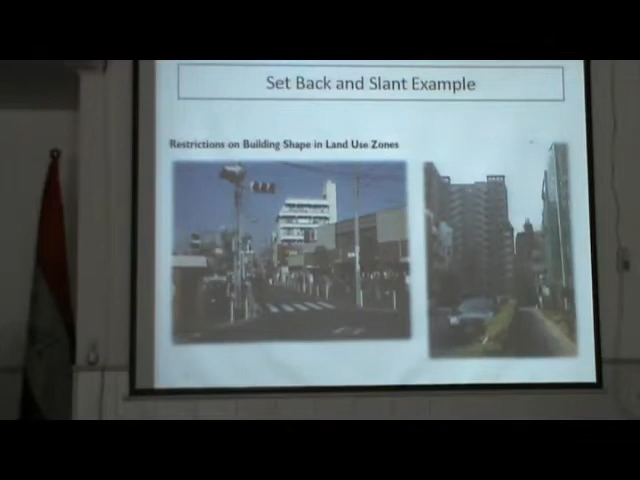 Set Back and Slant Example
Restrictions on Building Shape in Land Use Zones